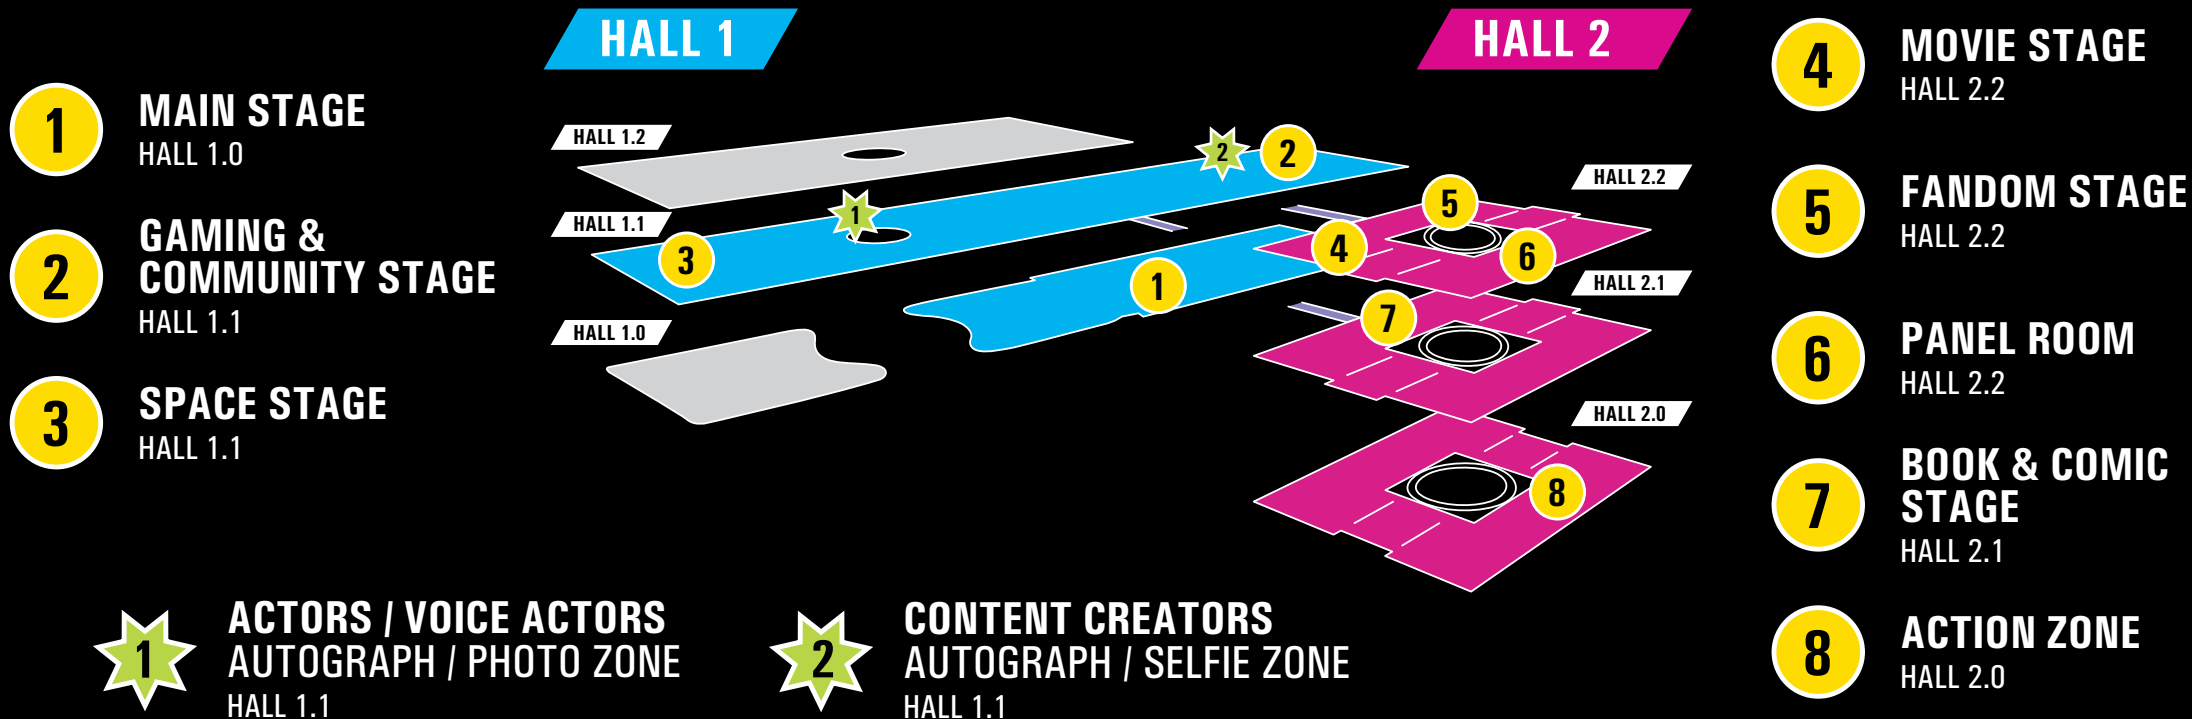 HALL 1
HALL 2
1
MAIN STAGE
HALL 1.0
2
GAMING &
COMMUNITY STAGE
HALL 1.1
3
SPACE STAGE
HALL 1.1
HALL 1.2
HALL 1.1
HALL 1.0
2
2
1
3
1
HALL 2.2
HALL 2.1
HALL 2.0
5
4
6
7
8
4
MOVIE STAGE
HALL 2.2
5
FANDOM STAGE
HALL 2.2
6
PANEL ROOM
HALL 2.2
7
BOOK & COMIC
STAGE
HALL 2.1
8
ACTION ZONE
HALL 2.0
1
ACTORS / VOICE ACTORS
AUTOGRAPH / PHOTO ZONE
HALL 1.1
2
CONTENT CREATORS
AUTOGRAPH / SELFIE ZONE
HALL 1.1